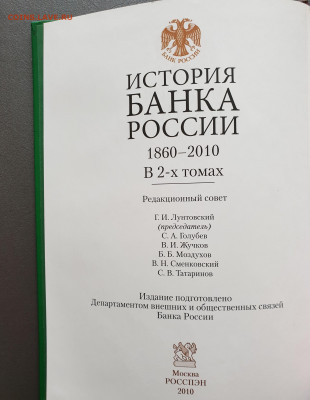 БАНК РОССИИ
ИСТОРИЯ
БАНКА
РОССИИ
1860–2010
В 2-х томах
Редакционный совет
Г. И. Лунтовский
(председатель)
С. А. Голубев
В. И. Жучков
Б. Б. Моздухов
В. Н. Сменковский
С. В. Татаринов
Издание подготовлено
Департаментом внешних и общественных связей
Банка России
Москва
РОССПЭН
2010